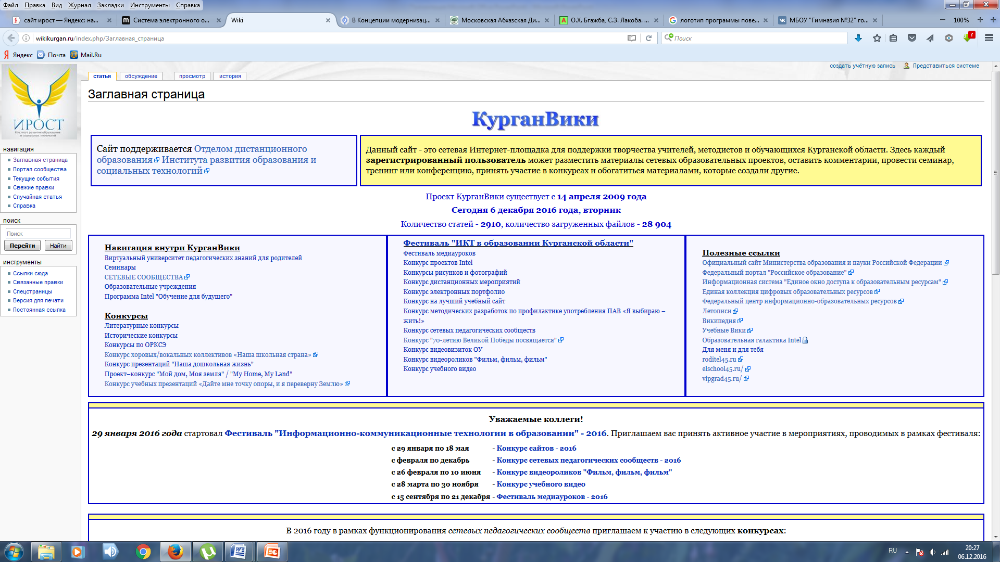 Файл Правка Вид Журнал Закладки Инструменты Справка
сайт ирост — Яндекс: на...
Система электронного о...
Wiki
В Концепции модернизац...
Московская Абхазская Ди...
О.Х. Бгажба, С.З. Лакоба. ...
логотип программы пове...
МБОУ "Гимназия №32" го...
100%
wikikurgan.ru/index.php/Заглавная_страница
Поиск
Яндекс Почта Mail.Ru
создать учётную запись Представиться системе
статья обсуждение просмотр история
ИРОСТ
Институт развития образования
и социальных технологий
навигация
Заглавная страница
Портал сообщества
Текущие события
Свежие правки
Случайная статья
Справка
поиск
Поиск
Перейти Найти
инструменты
Ссылки сюда
Связанные правки
Спецстраницы
Версия для печати
Постоянная ссылка
Заглавная страница
КурганВики
Сайт поддерживается Отделом дистанционного
образования Института развития образования и
социальных технологий
Данный сайт - это сетевая Интернет-площадка для поддержки творчества учителей, методистов и обучающихся Курганской области. Здесь каждый
зарегистрированный пользователь может разместить материалы сетевых образовательных проектов, оставить комментарии, провести семинар,
тренинг или конференцию, принять участие в конкурсах и обогатиться материалами, которые создали другие.
Проект КурганВики существует с 14 апреля 2009 года
Сегодня 6 декабря 2016 года, вторник
Количество статей - 2910, количество загруженных файлов - 28 904
Навигация внутри КурганВики
Виртуальный университет педагогических знаний для родителей
Семинары
СЕТЕВЫЕ СООБЩЕСТВА
Образовательные учреждения
Программа Intel "Обучение для будущего"
Конкурсы
Литературные конкурсы
Исторические конкурсы
Конкурсы по ОРКСЭ
Конкурс хоровых/вокальных коллективов «Наша школьная страна»
Конкурс презентаций "Наша дошкольная жизнь"
Проект–конкурс "Мой дом, Моя земля" / "My Home, My Land"
Конкурс учебных презентаций «Дайте мне точку опоры, и я переверну Землю»
Фестиваль "ИКТ в образовании Курганской области"
Фестиваль медиауроков
Конкурс проектов Intel
Конкурсы рисунков и фотографий
Конкурс дистанционных мероприятий
Конкурс электронных портфолио
Конкурс на лучший учебный сайт
Конкурс методических разработок по профилактике употребления ПАВ «Я выбираю –
жить!»
Конкурс сетевых педагогических сообществ
Конкурс "70-летию Великой Победы посвящается"
Конкурс видеовизиток ОУ
Конкурс видеороликов "Фильм, фильм, фильм"
Конкурс учебного видео
Полезные ссылки
Официальный сайт Министерства образования и науки Российской Федерации
Федеральный портал "Российское образование"
Информационная система "Единое окно доступа к образовательным ресурсам"
Единая коллекция цифровых образовательных ресурсов
Федеральный центр информационно-образовательных ресурсов
Летописи
Википедия
Учебные Вики
Образовательная галактика Intel
Для меня и для тебя
roditel45.ru
elschool45.ru/
vipgrad45.ru/
Уважаемые коллеги!
29 января 2016 года стартовал Фестиваль "Информационно-коммуникационные технологии в образовании" - 2016. Приглашаем вас принять активное участие в мероприятиях, проводимых в рамках фестиваля:
с 29 января по 18 мая - Конкурс сайтов - 2016
с февраля по декабрь - Конкурс сетевых педагогических сообществ - 2016
с 26 февраля по 10 июня - Конкурс видеороликов "Фильм, фильм, фильм"
с 28 марта по 30 ноября - Конкурс учебного видео
с 15 сентября по 21 декабря - Фестиваль медиауроков - 2016
В 2016 году в рамках функционирования сетевых педагогических сообществ приглашаем к участию в следующих конкурсах:
RU
20:27
06.12.2016